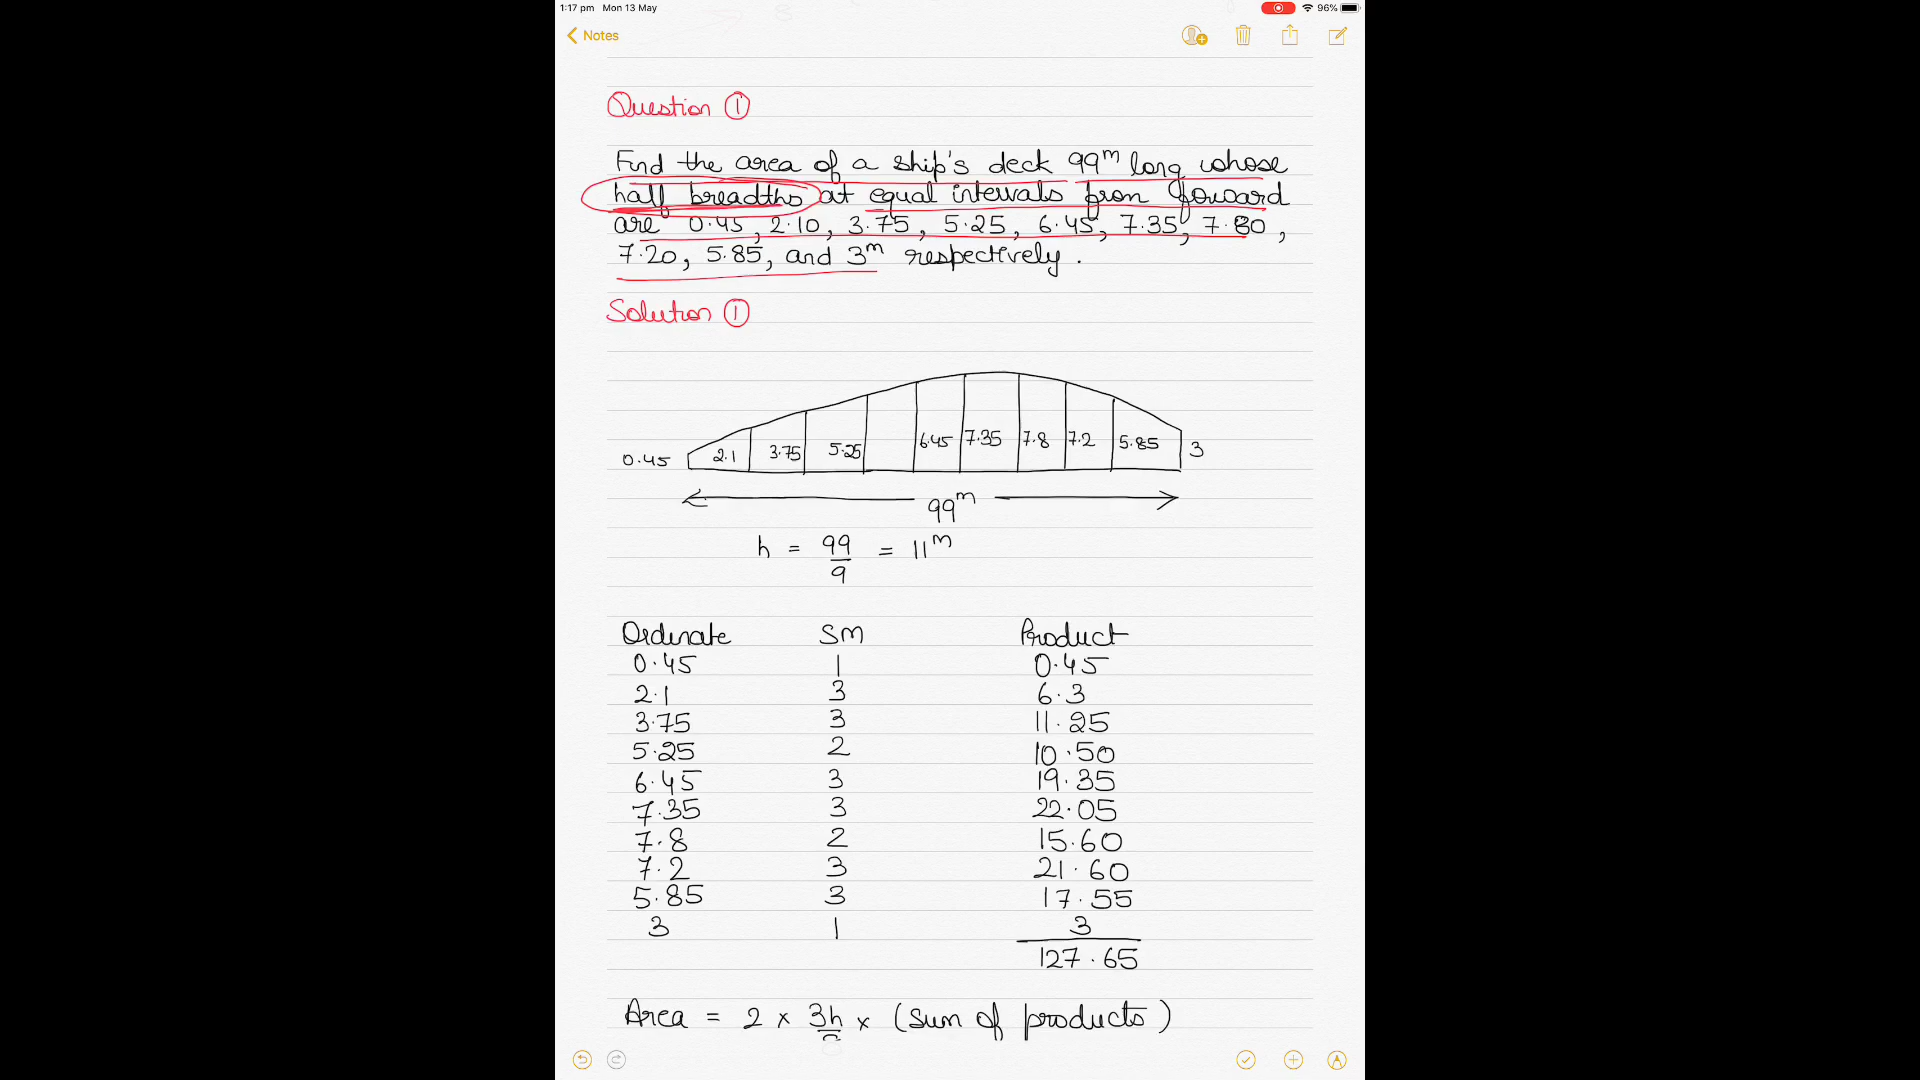 1:17 pm Mon 13 May
96%
Notes
Question ①
Find the area of a ship's deck 99ᵐ long whose
half breadths at equal intervals from forward
are 0.45, 2.10, 3.75, 5.25, 6.45, 7.35, 7.80,
7.20, 5.85, and 3ᵐ respectively.
Solution ①
0.45 2.1 3.75 5.25 6.45 7.35 7.8 7.2 5.85 3
99ᵐ
h = 99/9 = 11ᵐ
Ordinate SM Product
0.45 1 0.45
2.1 3 6.3
3.75 3 11.25
5.25 2 10.50
6.45 3 19.35
7.35 3 22.05
7.8 2 15.60
7.2 3 21.60
5.85 3 17.55
3 1 3
127.65
Area = 2 × 3h × (sum of products)